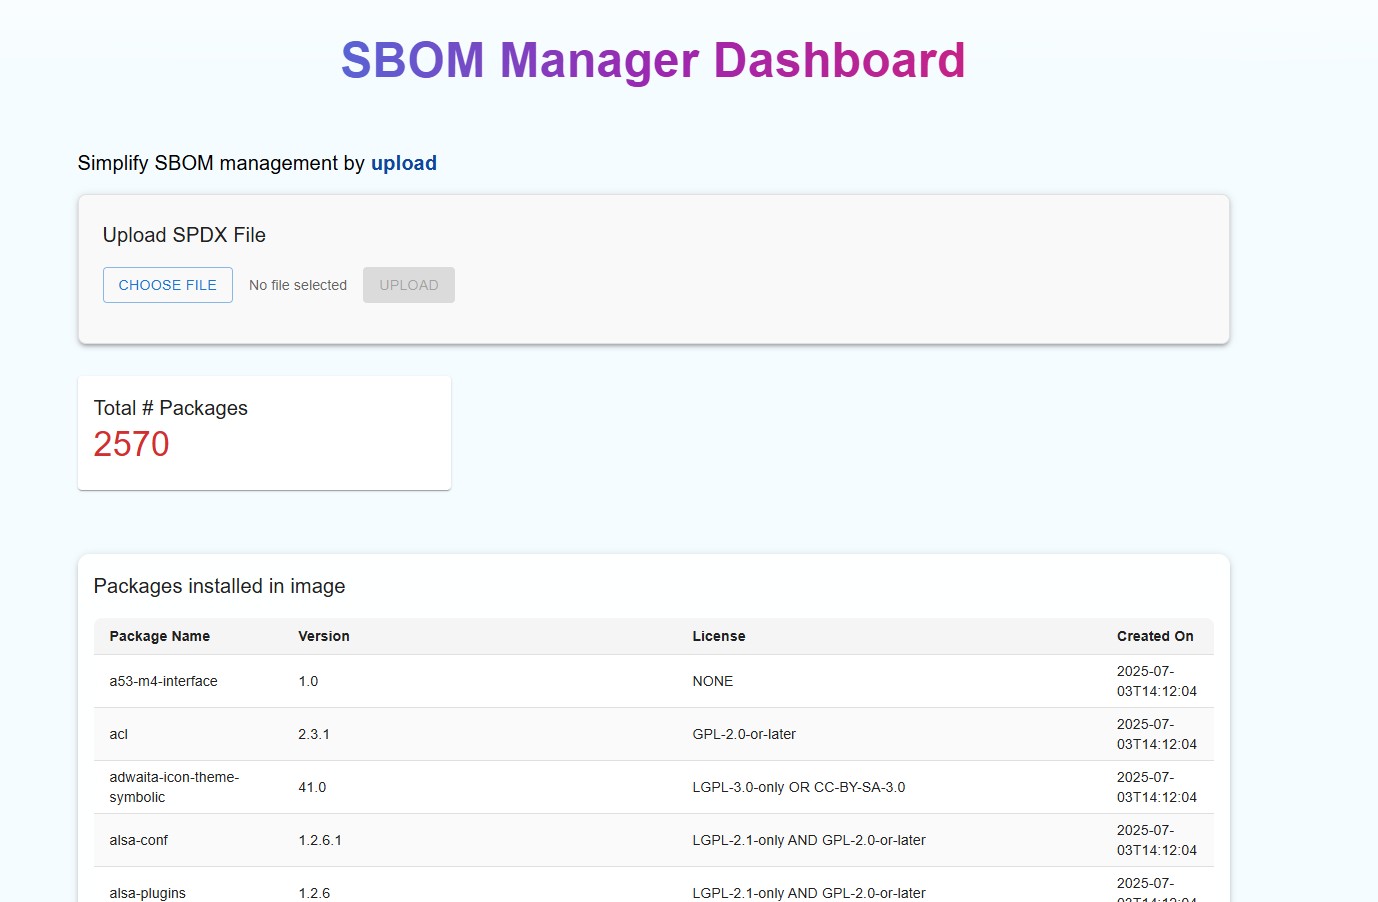 SBOM Manager Dashboard
Simplify SBOM management by upload
Upload SPDX File
CHOOSE FILE No file selected UPLOAD
Total # Packages
2570
Packages installed in image
Package Name Version License Created On
a53-m4-interface 1.0 NONE 2025-07-
03T14:12:04
acl 2.3.1 GPL-2.0-or-later 2025-07-
03T14:12:04
adwaita-icon-theme-
symbolic 41.0 LGPL-3.0-only OR CC-BY-SA-3.0 2025-07-
03T14:12:04
alsa-conf 1.2.6.1 LGPL-2.1-only AND GPL-2.0-or-later 2025-07-
03T14:12:04
alsa-plugins 1.2.6 LGPL-2.1-only AND GPL-2.0-or-later 2025-07-